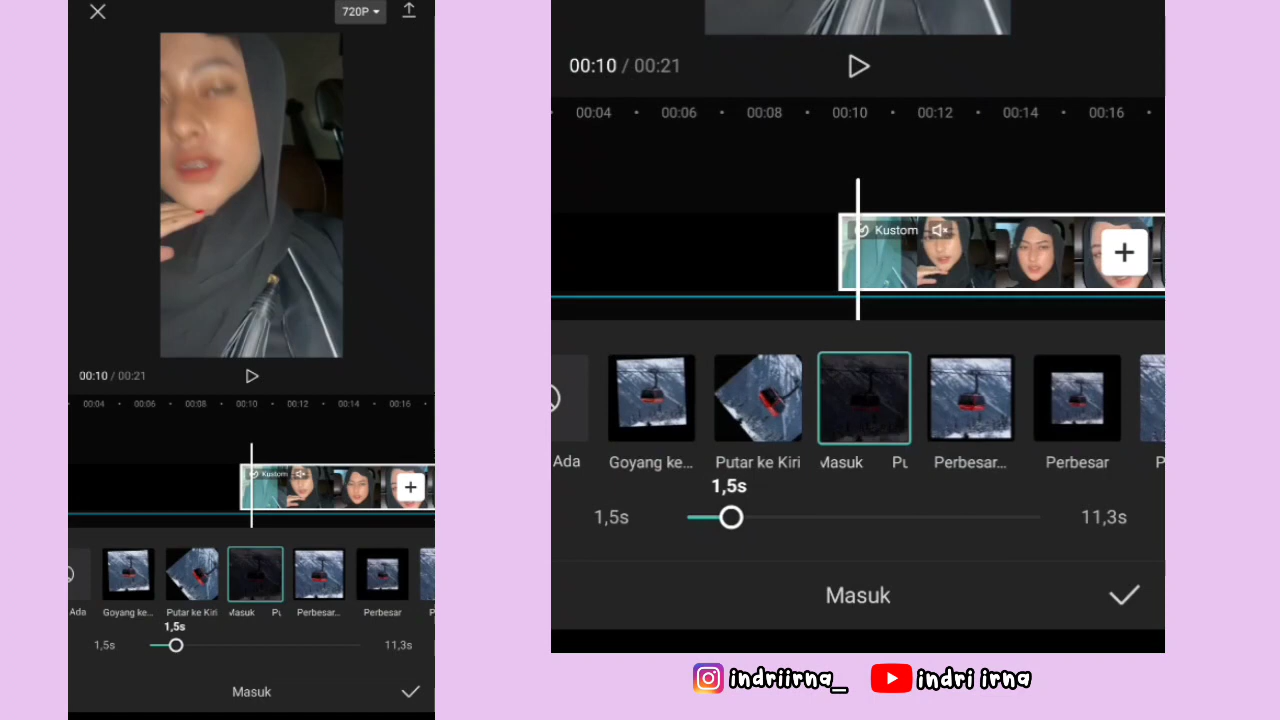 720P
00:10 / 00:21
00:04 00:06 00:08 00:10 00:12 00:14 00:16
Kustom
Ada Goyang ke... Putar ke Kiri Masuk Pu Perbesar... Perbesar
1,5s
1,5s 11,3s
Masuk
00:10 / 00:21
00:04 00:06 00:08 00:10 00:12 00:14 00:16
Kustom
Ada Goyang ke... Putar ke Kiri Masuk Pu Perbesar... Perbesar P
1,5s
1,5s 11,3s
Masuk
indriirna_ indri irna